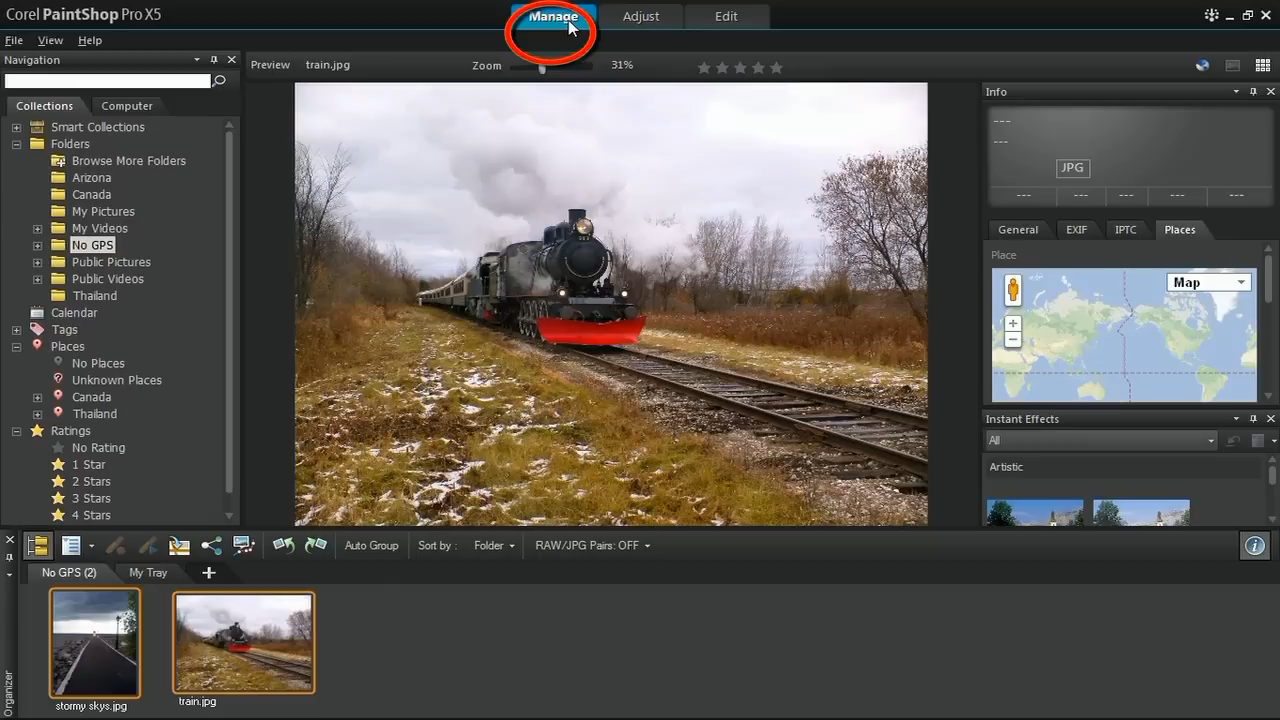 Corel PaintShop Pro X5
Manage Adjust Edit
File View Help
Navigation
Preview train.jpg Zoom 31%
Info
Collections Computer
Smart Collections
Folders
Browse More Folders
Arizona
Canada
My Pictures
My Videos
No GPS
Public Pictures
Public Videos
Thailand
Calendar
Tags
Places
No Places
Unknown Places
Canada
Thailand
Ratings
No Rating
1 Star
2 Stars
3 Stars
4 Stars
---
---
JPG
--- --- --- --- ---
General EXIF IPTC Places
Place
Map
Instant Effects
All
Artistic
Auto Group Sort by : Folder RAW/JPG Pairs: OFF
No GPS (2) My Tray
stormy skys.jpg
train.jpg
Organizer